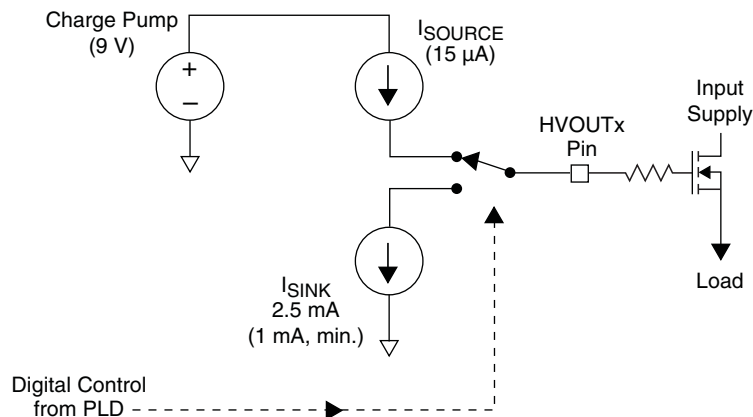 Charge Pump
(9 V)
+
–
ISOURCE
(15 µA)
Input
Supply
HVOUTx
Pin
Load
ISINK
2.5 mA
(1 mA, min.)
Digital Control
from PLD